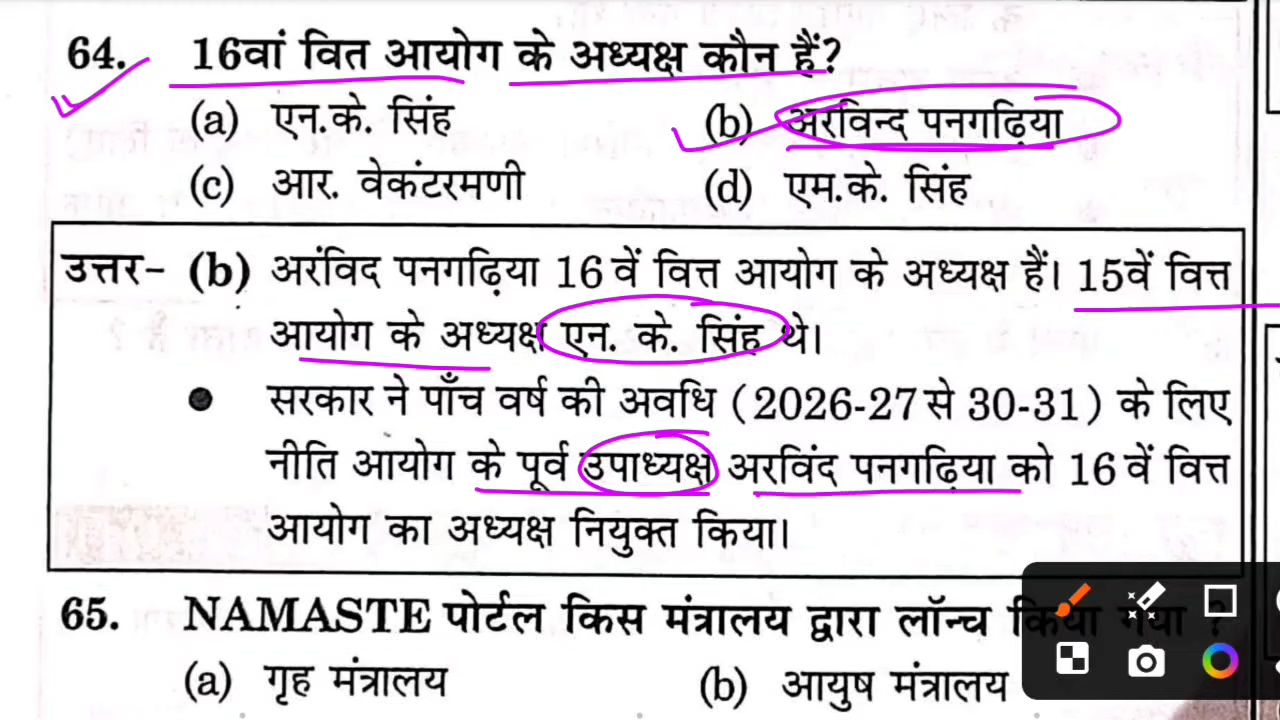 64. 16वां वित आयोग के अध्यक्ष कौन हैं?
(a) एन.के. सिंह (b) अरविन्द पनगढ़िया
(c) आर. वेकंटरमणी (d) एम.के. सिंह
उत्तर- (b) अरंविद पनगढ़िया 16 वें वित्त आयोग के अध्यक्ष हैं। 15वें वित्त
आयोग के अध्यक्ष एन. के. सिंह थे।
● सरकार ने पाँच वर्ष की अवधि (2026-27 से 30-31) के लिए
नीति आयोग के पूर्व उपाध्यक्ष अरविंद पनगढ़िया को 16 वें वित्त
आयोग का अध्यक्ष नियुक्त किया।
65. NAMASTE पोर्टल किस मंत्रालय द्वारा लॉन्च किया गया ?
(a) गृह मंत्रालय (b) आयुष मंत्रालय